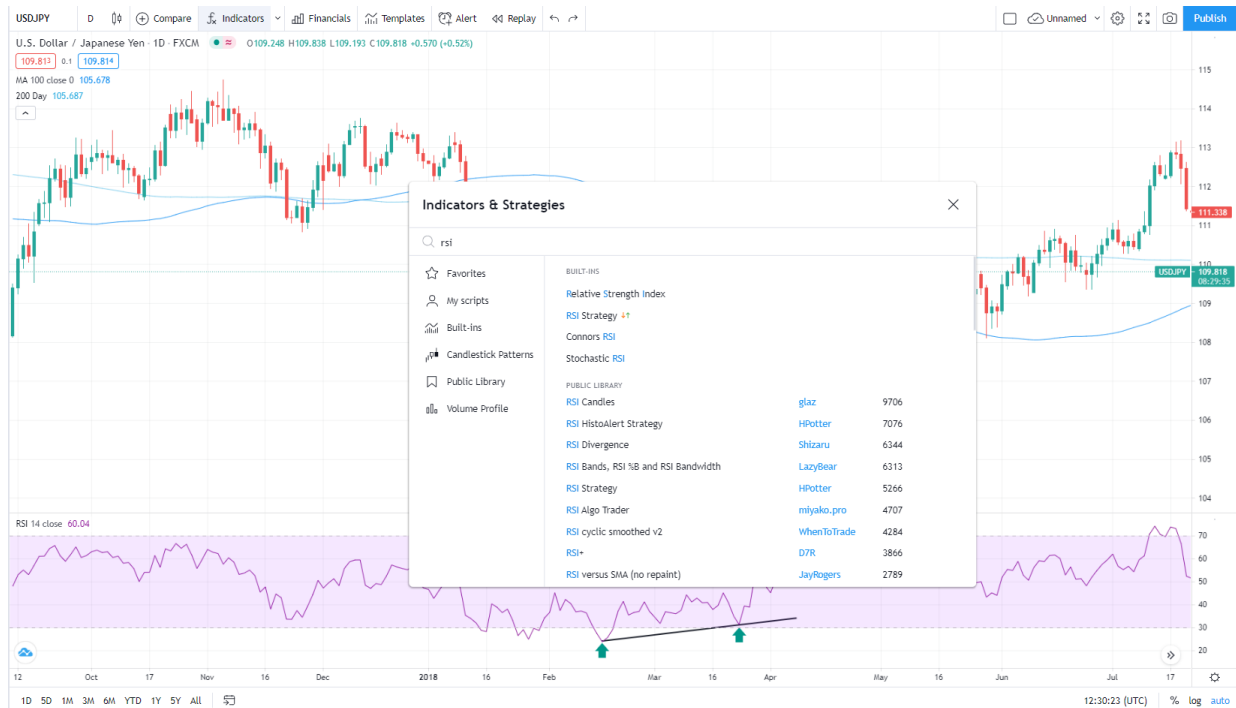 USDJPY D Compare Indicators Financials Templates Alert Replay Unnamed Publish
U.S. Dollar / Japanese Yen · 1D · FXCM O109.248 H109.838 L109.193 C109.818 +0.570 (+0.52%)
109.813 0.1 109.814
MA 100 close 0 105.678
200 Day 105.687
115
114
113
112
111.338
111
110
USDJPY 109.818
08:29:35
109
108
107
106
105
104
Indicators & Strategies
rsi
Favorites
My scripts
Built-ins
Candlestick Patterns
Public Library
Volume Profile
BUILT-INS
Relative Strength Index
RSI Strategy
Connors RSI
Stochastic RSI
PUBLIC LIBRARY
RSI Candles glaz 9706
RSI HistoAlert Strategy HPotter 7076
RSI Divergence Shizaru 6344
RSI Bands, RSI %B and RSI Bandwidth LazyBear 6313
RSI Strategy HPotter 5266
RSI Algo Trader miyako.pro 4707
RSI cyclic smoothed v2 WhenToTrade 4284
RSI+ D7R 3866
RSI versus SMA (no repaint) JayRogers 2789
RSI 14 close 60.04
70
60
50
40
30
20
12 Oct 17 Nov 16 Dec 2018 16 Feb Mar 16 Apr May 16 Jun Jul 17
1D 5D 1M 3M 6M YTD 1Y 5Y All 12:30:23 (UTC) % log auto